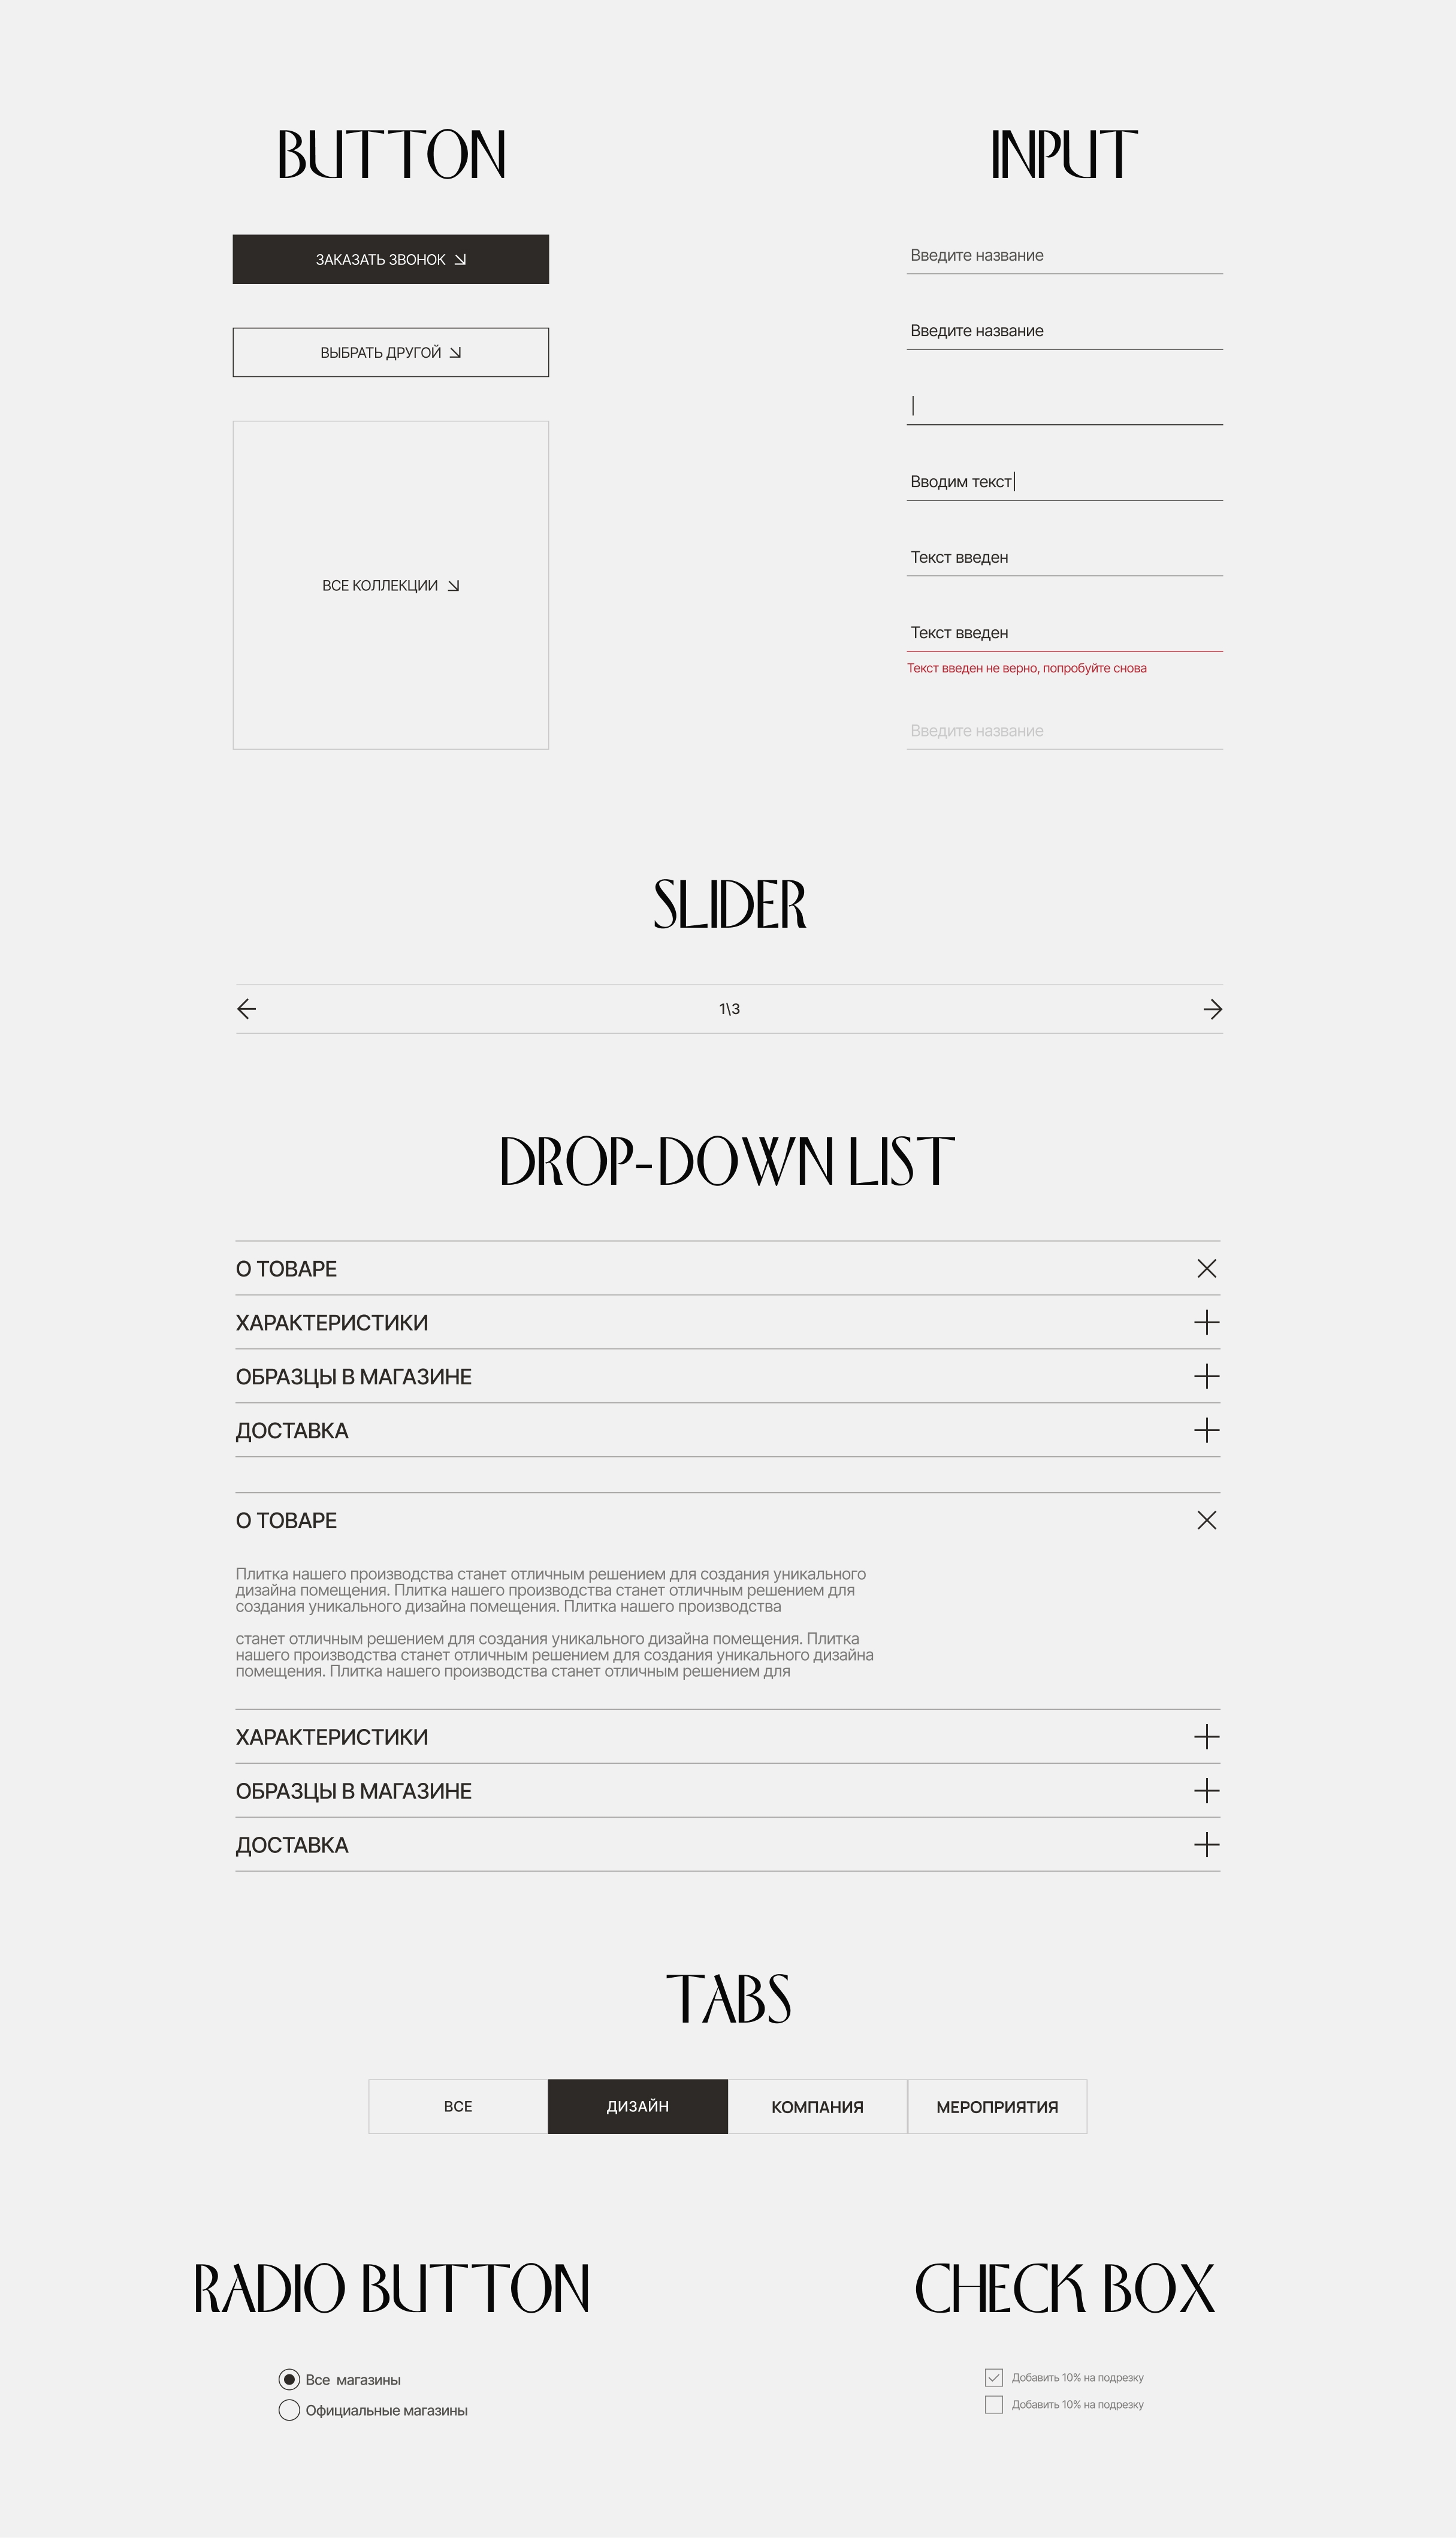 BUTTON
ЗАКАЗАТЬ ЗВОНОК
ВЫБРАТЬ ДРУГОЙ
ВСЕ КОЛЛЕКЦИИ
INPUT
Введите название
Введите название
Вводим текст
Текст введен
Текст введен
Текст введен не верно, попробуйте снова
Введите название
SLIDER
1\3
DROP-DOWN LIST
О ТОВАРЕ
ХАРАКТЕРИСТИКИ
ОБРАЗЦЫ В МАГАЗИНЕ
ДОСТАВКА
О ТОВАРЕ
Плитка нашего производства станет отличным решением для создания уникального
дизайна помещения. Плитка нашего производства станет отличным решением для
создания уникального дизайна помещения. Плитка нашего производства
станет отличным решением для создания уникального дизайна помещения. Плитка
нашего производства станет отличным решением для создания уникального дизайна
помещения. Плитка нашего производства станет отличным решением для
ХАРАКТЕРИСТИКИ
ОБРАЗЦЫ В МАГАЗИНЕ
ДОСТАВКА
TABS
ВСЕ ДИЗАЙН КОМПАНИЯ МЕРОПРИЯТИЯ
RADIO BUTTON
Все магазины
Официальные магазины
CHECK BOX
Добавить 10% на подрезку
Добавить 10% на подрезку